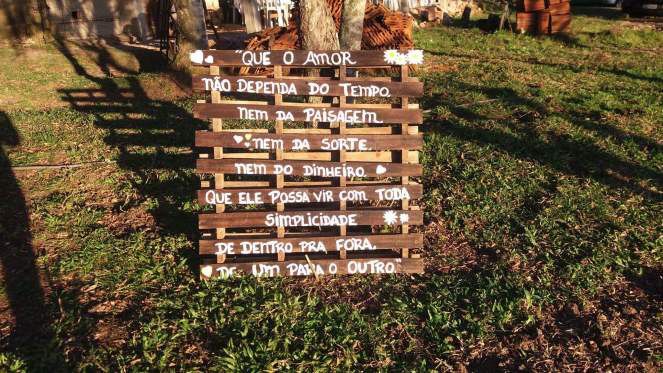 "QUE O AMOR
NÃO DEPENDA DO TEMPO.
NEM DA PAISAGEM.
NEM DA SORTE.
NEM DO DINHEIRO.
QUE ELE POSSA VIR COM TODA
SIMPLICIDADE
DE DENTRO PRA FORA.
DE UM PARA O OUTRO